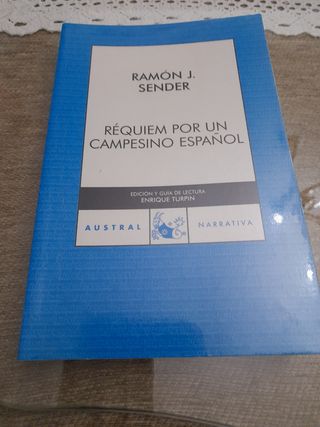 RAMÓN J.
SENDER
RÉQUIEM POR UN
CAMPESINO ESPAÑOL
EDICIÓN Y GUÍA DE LECTURA
ENRIQUE TURPIN
AUSTRAL NARRATIVA